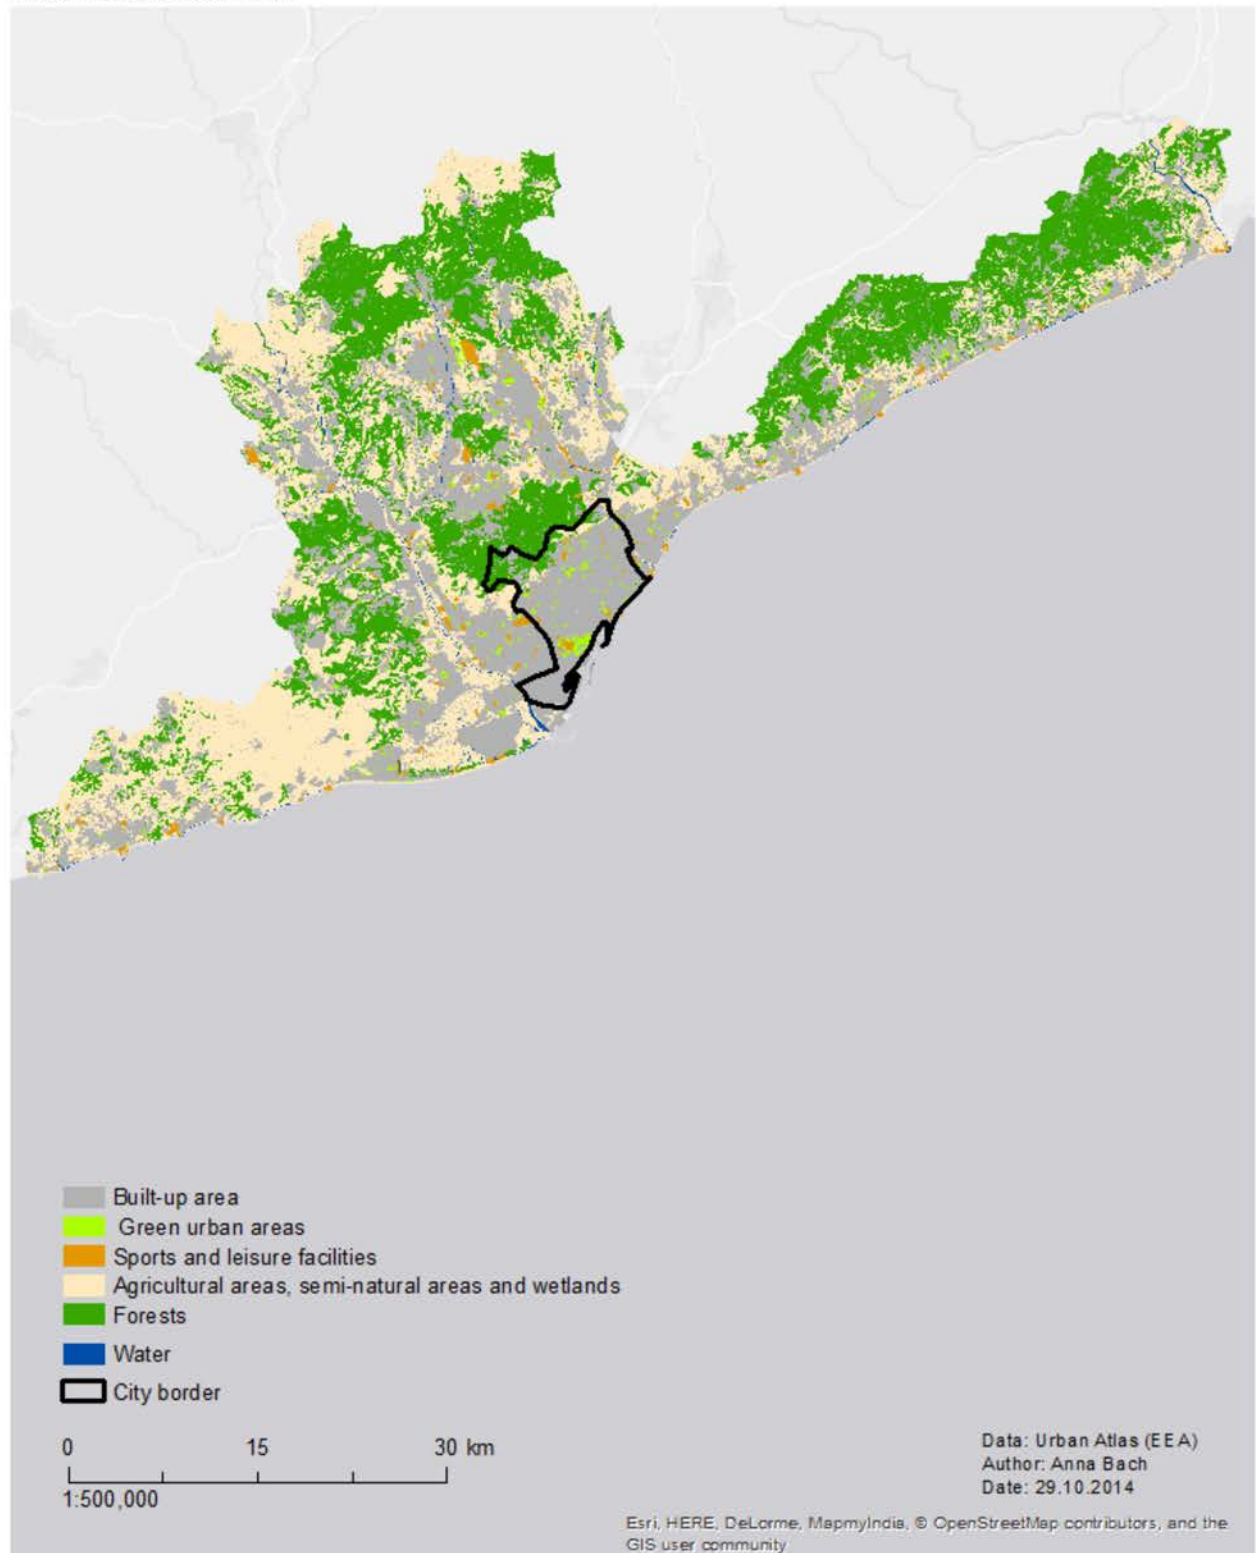 Built-up area
Green urban areas
Sports and leisure facilities
Agricultural areas, semi-natural areas and wetlands
Forests
Water
City border
0 15 30 km
1:500,000
Data: Urban Atlas (EEA)
Author: Anna Bach
Date: 29.10.2014
Esri, HERE, DeLorme, MapmyIndia, © OpenStreetMap contributors, and the
GIS user community